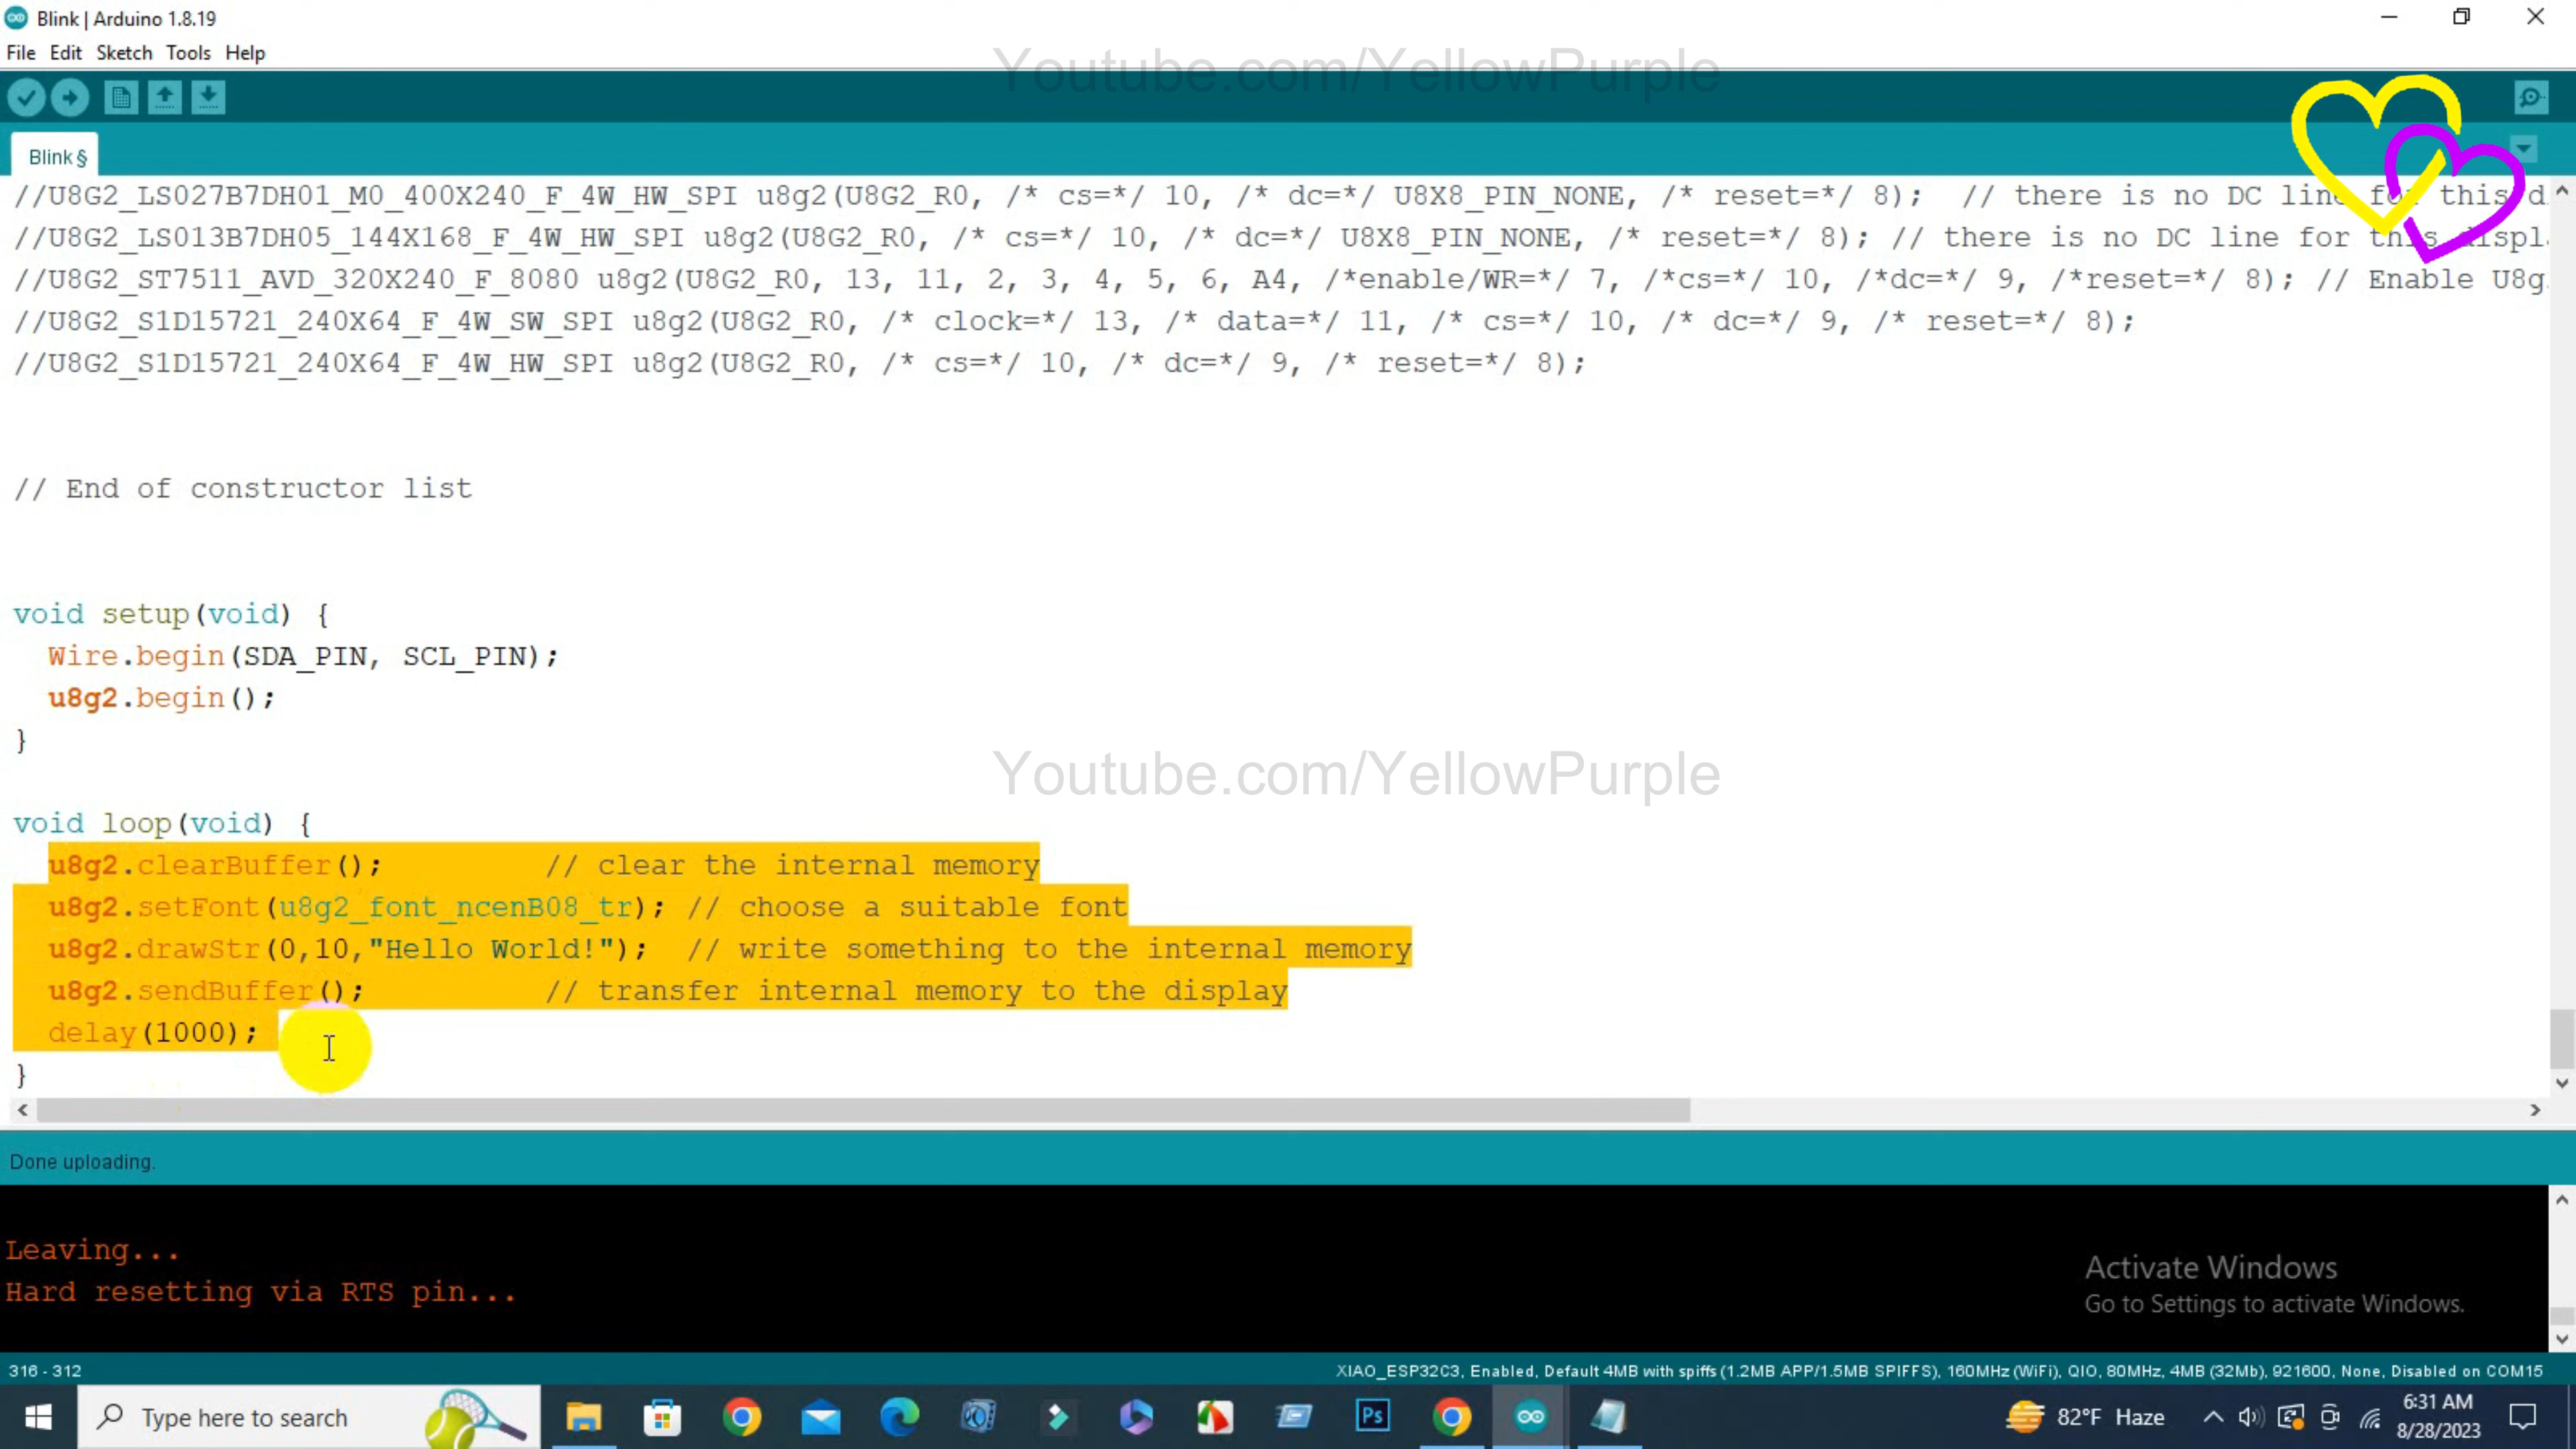 Blink | Arduino 1.8.19
File Edit Sketch Tools Help
Youtube.com/YellowPurple
Blink §
//U8G2_LS027B7DH01_M0_400X240_F_4W_HW_SPI u8g2(U8G2_R0, /* cs=*/ 10, /* dc=*/ U8X8_PIN_NONE, /* reset=*/ 8);  // there is no DC line for this d
//U8G2_LS013B7DH05_144X168_F_4W_HW_SPI u8g2(U8G2_R0, /* cs=*/ 10, /* dc=*/ U8X8_PIN_NONE, /* reset=*/ 8); // there is no DC line for this displ
//U8G2_ST7511_AVD_320X240_F_8080 u8g2(U8G2_R0, 13, 11, 2, 3, 4, 5, 6, A4, /*enable/WR=*/ 7, /*cs=*/ 10, /*dc=*/ 9, /*reset=*/ 8); // Enable U8g
//U8G2_S1D15721_240X64_F_4W_SW_SPI u8g2(U8G2_R0, /* clock=*/ 13, /* data=*/ 11, /* cs=*/ 10, /* dc=*/ 9, /* reset=*/ 8);
//U8G2_S1D15721_240X64_F_4W_HW_SPI u8g2(U8G2_R0, /* cs=*/ 10, /* dc=*/ 9, /* reset=*/ 8);
// End of constructor list
void setup(void) {
Wire.begin(SDA_PIN, SCL_PIN);
u8g2.begin();
}
Youtube.com/YellowPurple
void loop(void) {
u8g2.clearBuffer();         // clear the internal memory
u8g2.setFont(u8g2_font_ncenB08_tr); // choose a suitable font
u8g2.drawStr(0,10,"Hello World!");  // write something to the internal memory
u8g2.sendBuffer();          // transfer internal memory to the display
delay(1000);
}
Done uploading.
Leaving...
Hard resetting via RTS pin...
Activate Windows
Go to Settings to activate Windows.
316 - 312
XIAO_ESP32C3, Enabled, Default 4MB with spiffs (1.2MB APP/1.5MB SPIFFS), 160MHz (WiFi), QIO, 80MHz, 4MB (32Mb), 921600, None, Disabled on COM15
Type here to search
Ps
82°F Haze
6:31 AM
8/28/2023